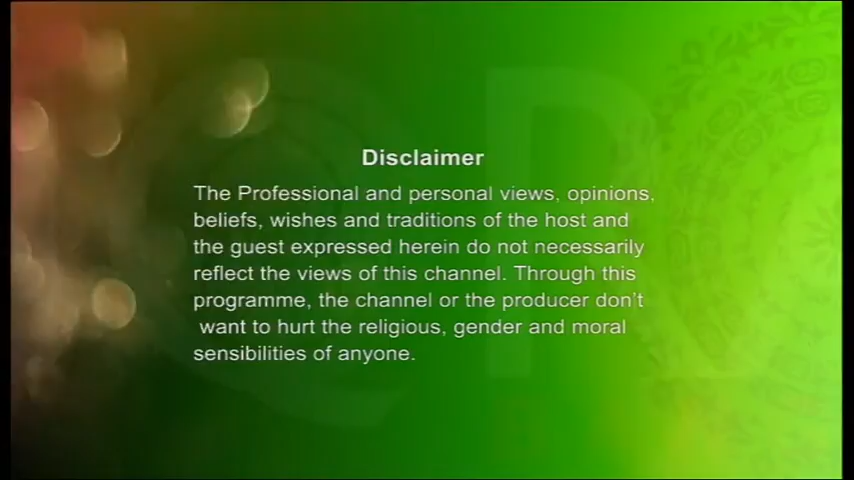 Disclaimer
The Professional and personal views, opinions,
beliefs, wishes and traditions of the host and
the guest expressed herein do not necessarily
reflect the views of this channel. Through this
programme, the channel or the producer don't
want to hurt the religious, gender and moral
sensibilities of anyone.